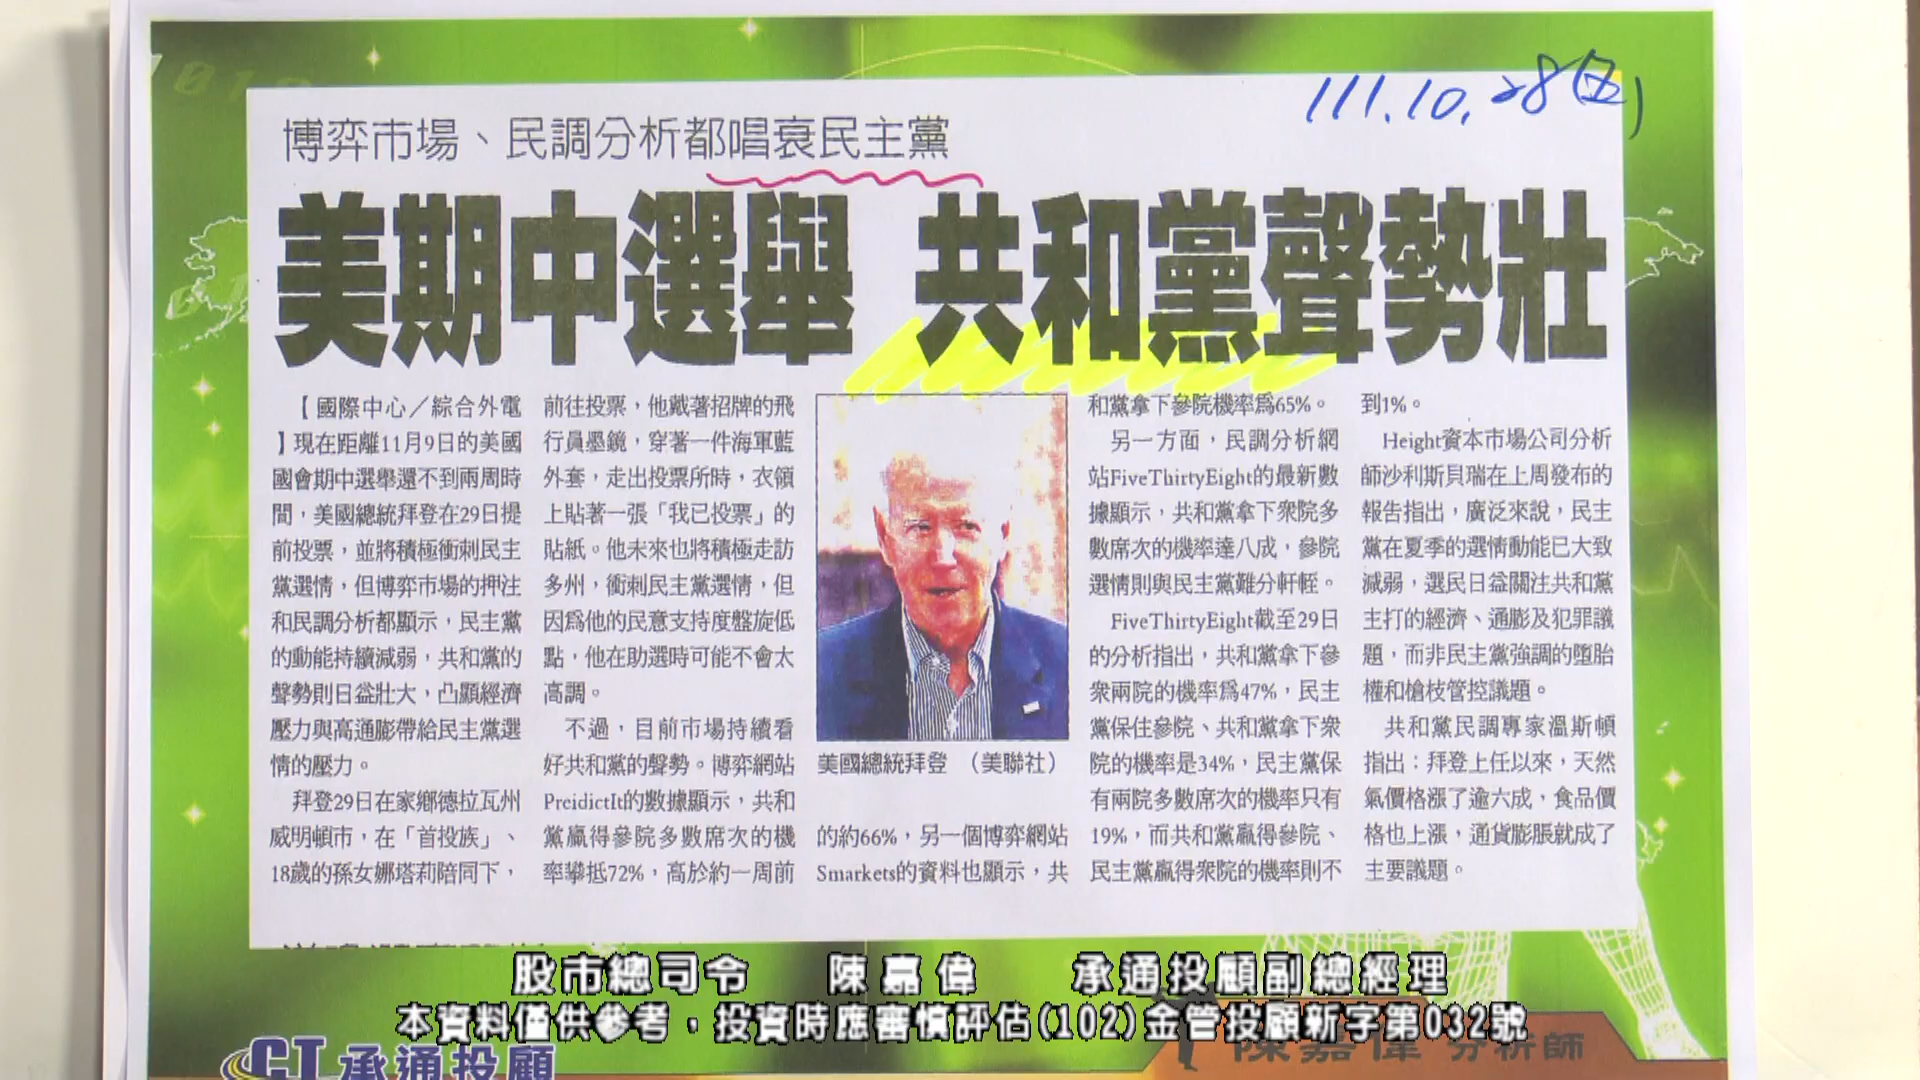 111.10.28(五)
博弈市場、民調分析都唱衰民主黨
美期中選舉 共和黨聲勢壯
【國際中心／綜合外電
】現在距離11月9日的美國
國會期中選舉還不到兩周時
間，美國總統拜登在29日提
前投票，並將積極衝刺民主
黨選情，但博弈市場的押注
和民調分析都顯示，民主黨
的動能持續減弱，共和黨的
聲勢則日益壯大，凸顯經濟
壓力與高通膨帶給民主黨選
情的壓力。
拜登29日在家鄉德拉瓦州
威明頓市，在「首投族」、
18歲的孫女娜塔莉陪同下，
前往投票，他戴著招牌的飛
行員墨鏡，穿著一件海軍藍
外套，走出投票所時，衣領
上貼著一張「我已投票」的
貼紙。他未來也將積極走訪
多州，衝刺民主黨選情，但
因爲他的民意支持度盤旋低
點，他在助選時可能不會太
高調。
不過，目前市場持續看
好共和黨的聲勢。博弈網站
PreidictIt的數據顯示，共和
黨贏得參院多數席次的機
率攀抵72%，高於約一周前
美國總統拜登 （美聯社）
的約66%，另一個博弈網站
Smarkets的資料也顯示，共
和黨拿下參院機率爲65%。
另一方面，民調分析網
站FiveThirtyEight的最新數
據顯示，共和黨拿下衆院多
數席次的機率達八成，參院
選情則與民主黨難分軒輊。
FiveThirtyEight截至29日
的分析指出，共和黨拿下參
衆兩院的機率爲47%，民主
黨保住參院、共和黨拿下衆
院的機率是34%，民主黨保
有兩院多數席次的機率只有
19%，而共和黨贏得參院、
民主黨贏得衆院的機率則不
到1%。
Height資本市場公司分析
師沙利斯貝瑞在上周發布的
報告指出，廣泛來說，民主
黨在夏季的選情動能已大致
減弱，選民日益關注共和黨
主打的經濟、通膨及犯罪議
題，而非民主黨強調的墮胎
權和槍枝管控議題。
共和黨民調專家溫斯頓
指出：拜登上任以來，天然
氣價格漲了逾六成，食品價
格也上漲，通貨膨脹就成了
主要議題。
股市總司令 陳嘉偉 承通投顧副總經理
本資料僅供參考，投資時應審慎評估(102)金管投顧新字第032號
CT 承通投顧
陳嘉偉 分析師